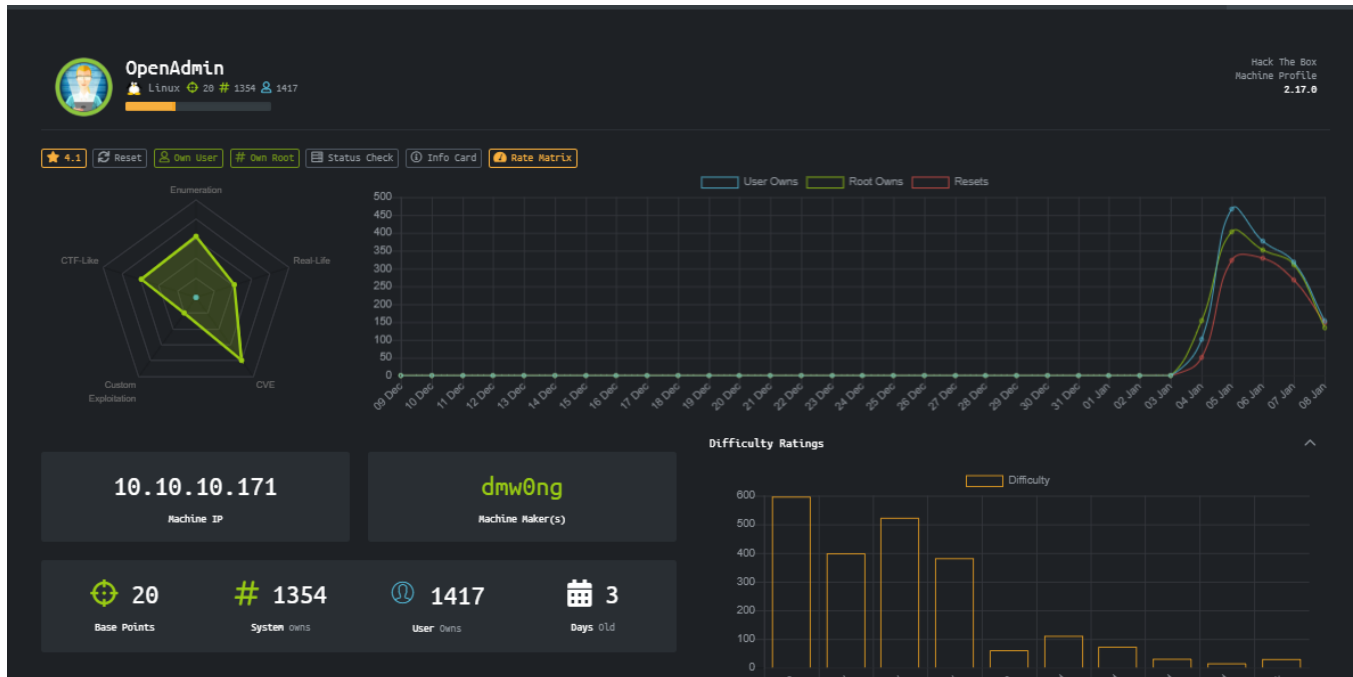 OpenAdmin
Linux 20 # 1354 1417
Hack The Box
Machine Profile
2.17.0
4.1 Reset Own User # Own Root Status Check Info Card Rate Matrix
Enumeration
Real-Life
CVE
Custom
Exploitation
CTF-Like
User Owns Root Owns Resets
500
450
400
350
300
250
200
150
100
50
0
09 Dec 10 Dec 11 Dec 12 Dec 13 Dec 14 Dec 15 Dec 16 Dec 17 Dec 18 Dec 19 Dec 20 Dec 21 Dec 22 Dec 23 Dec 24 Dec 25 Dec 26 Dec 27 Dec 28 Dec 29 Dec 30 Dec 31 Dec 01 Jan 02 Jan 03 Jan 04 Jan 05 Jan 06 Jan 07 Jan 08 Jan
10.10.10.171
Machine IP
dmw0ng
Machine Maker(s)
20
Base Points
# 1354
System owns
1417
User Owns
3
Days Old
Difficulty Ratings
Difficulty
600
500
400
300
200
100
0